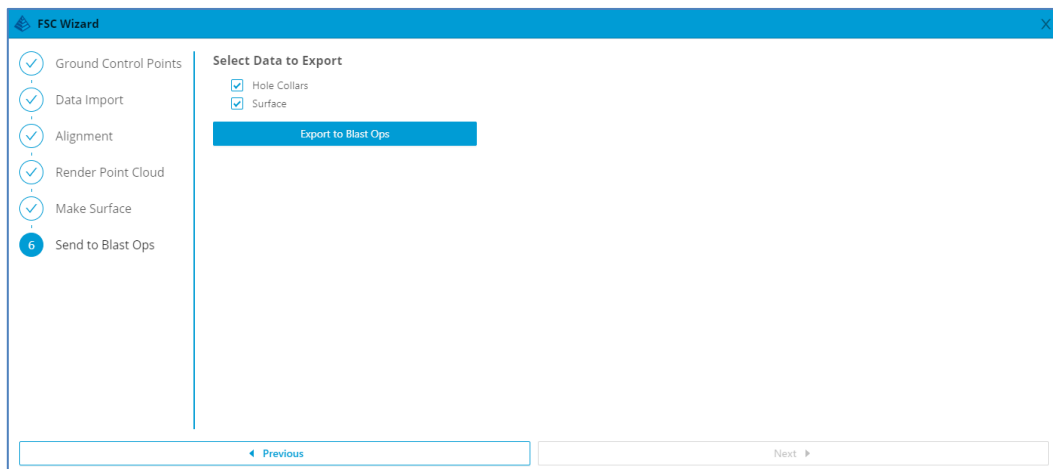 FSC Wizard
Ground Control Points
Data Import
Alignment
Render Point Cloud
Make Surface
6 Send to Blast Ops
Select Data to Export
Hole Collars
Surface
Export to Blast Ops
Previous
Next